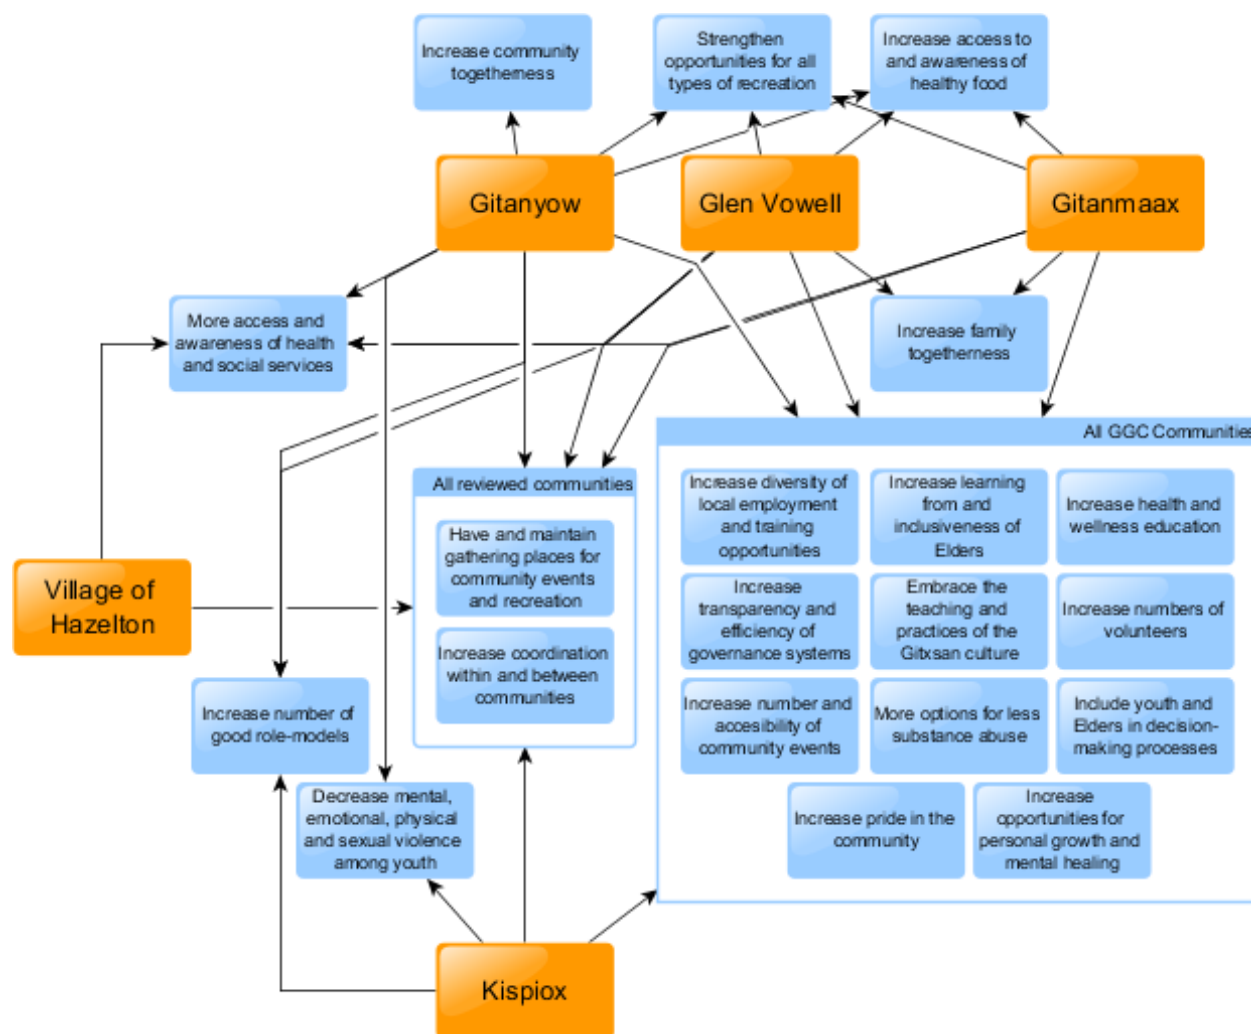 Increase community
togetherness
Strengthen
opportunities for all
types of recreation
Increase access to
and awareness of
healthy food
Gitanyow
Glen Vowell
Gitanmaax
More access and
awareness of health
and social services
Increase family
togetherness
All GGC Communities
All reviewed communities
Have and maintain
gathering places for
community events
and recreation
Increase coordination
within and between
communities
Increase diversity of
local employment
and training
opportunities
Increase learning
from and
inclusiveness of
Elders
Increase health and
wellness education
Village of
Hazelton
Increase
transparency and
efficiency of
governance systems
Embrace the
teaching and
practices of the
Gitxsan culture
Increase numbers of
volunteers
Increase number of
good role-models
Increase number and
accesibility of
community events
More options for less
substance abuse
Include youth and
Elders in decision-
making processes
Decrease mental,
emotional, physical
and sexual violence
among youth
Increase pride in the
community
Increase
opportunities for
personal growth and
mental healing
Kispiox